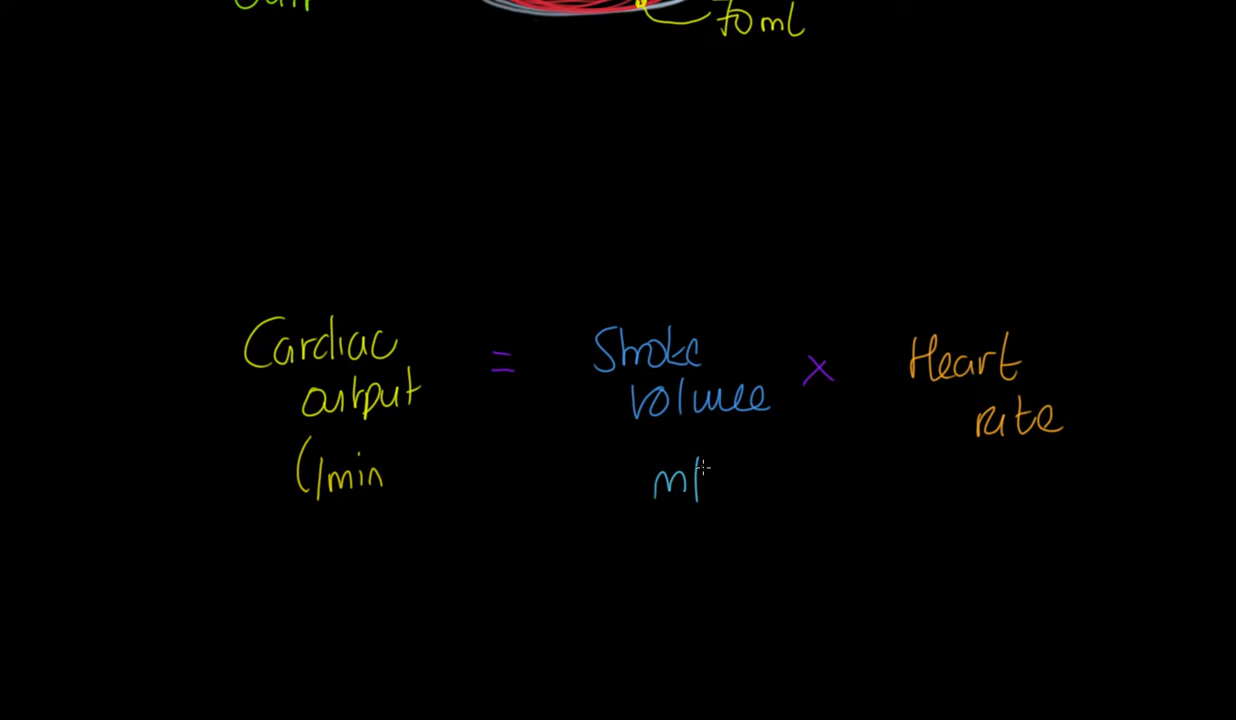 70ml
Cardiac output = Stroke volume × Heart rate
(/min ml